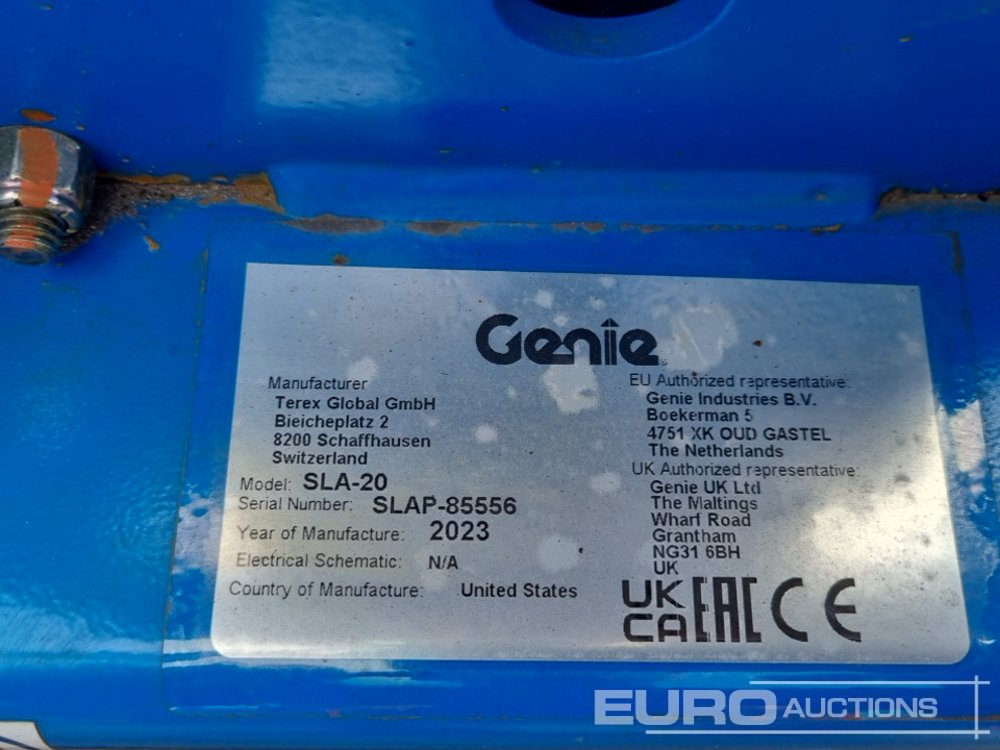 Genie
Manufacturer
Terex Global GmbH
Bleicheplatz 2
8200 Schaffhausen
Switzerland
Model: SLA-20
Serial Number: SLAP-85556
Year of Manufacture: 2023
Electrical Schematic: N/A
Country of Manufacture: United States
EU Authorized representative:
Genie Industries B.V.
Boekerman 5
4751 XK OUD GASTEL
The Netherlands
UK Authorized representative:
Genie UK Ltd
The Maltings
Wharf Road
Grantham
NG31 6BH
UK
UK
CA EAC CE
EURO AUCTIONS